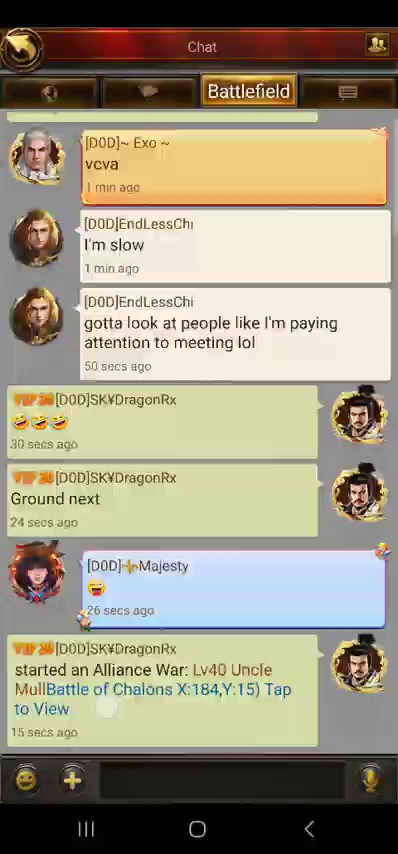 Chat
Battlefield
[D0D]~ Exo ~
vcva
1 min ago
[D0D]EndLessChi
I'm slow
1 min ago
[D0D]EndLessChi
gotta look at people like I'm paying
attention to meeting lol
50 secs ago
[D0D]SK¥DragonRx
🤣🤣🤣
30 secs ago
[D0D]SK¥DragonRx
Ground next
24 secs ago
[D0D]⚜Majesty
😜
26 secs ago
[D0D]SK¥DragonRx
started an Alliance War: Lv40 Uncle
MullBattle of Chalons X:184,Y:15) Tap
to View
15 secs ago